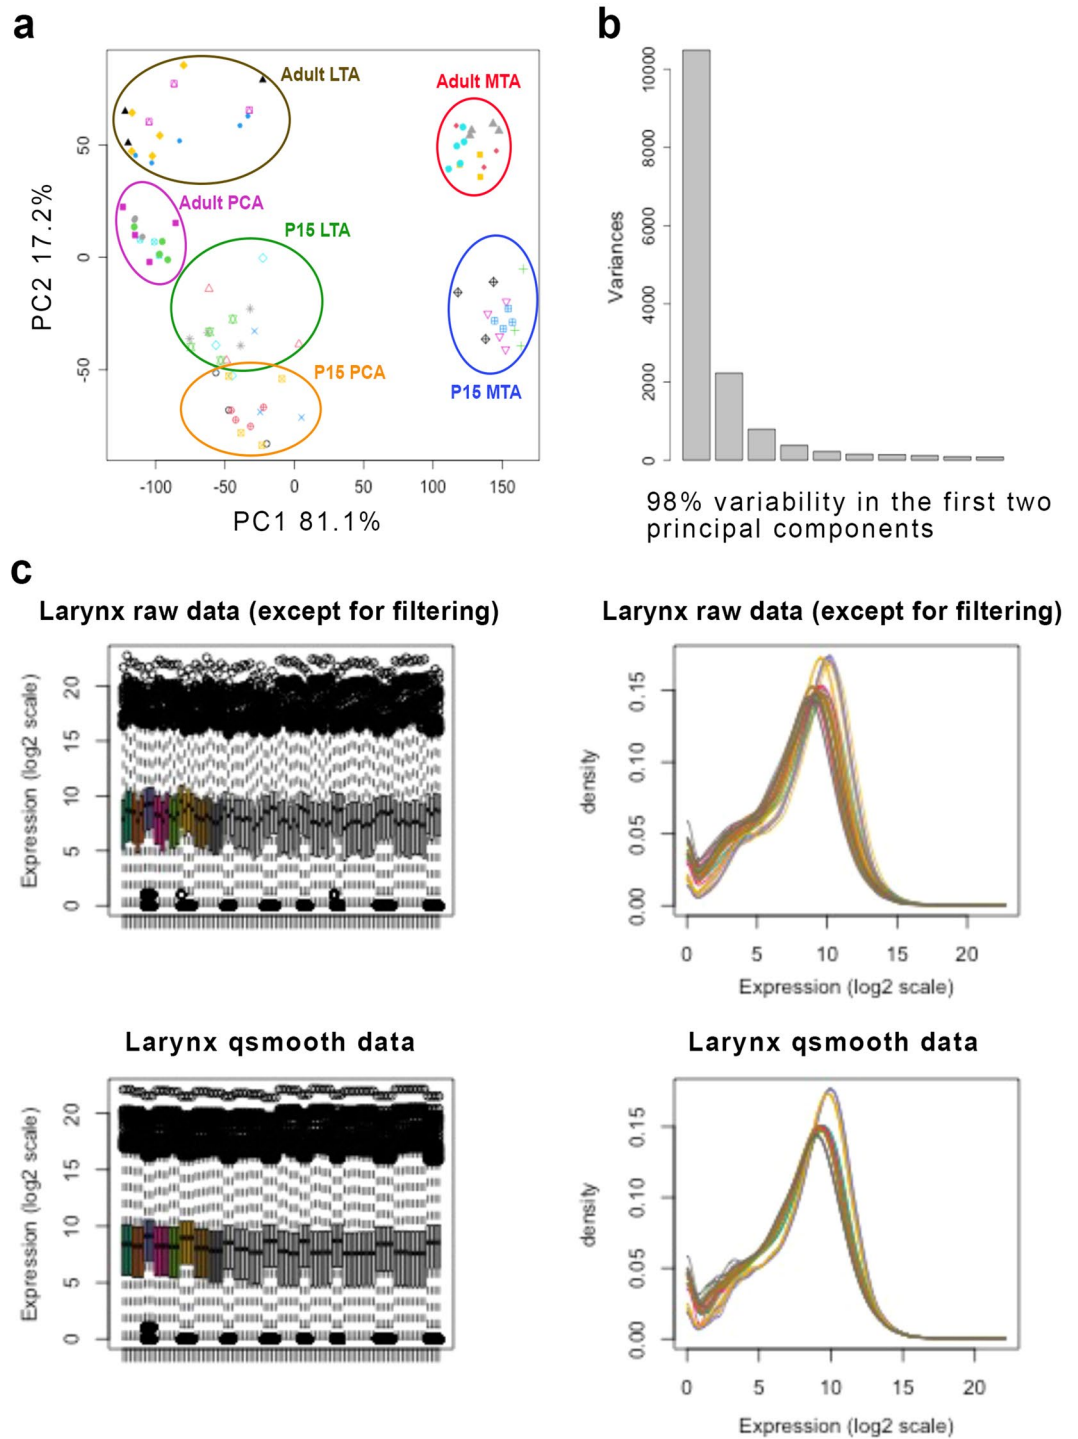 a
Adult LTA
Adult MTA
Adult PCA
P15 LTA
P15 PCA
P15 MTA
PC2 17.2%
50
0
-50
-100 -50 0 50 100 150
PC1 81.1%
b
Variances
10000
8000
6000
4000
2000
0
98% variability in the first two
principal components
c
Larynx raw data (except for filtering)
Expression (log2 scale)
20
15
10
5
0
Larynx raw data (except for filtering)
density
0.15
0.10
0.05
0.00
0 5 10 15 20
Expression (log2 scale)
Larynx qsmooth data
Expression (log2 scale)
20
15
10
5
0
Larynx qsmooth data
density
0.15
0.10
0.05
0.00
0 5 10 15 20
Expression (log2 scale)